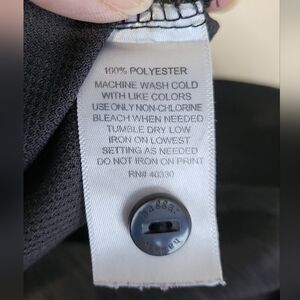 100% POLYESTER
MACHINE WASH COLD
WITH LIKE COLORS
USE ONLY NON-CHLORINE
BLEACH WHEN NEEDED
TUMBLE DRY LOW
IRON ON LOWEST
SETTING AS NEEDED
DO NOT IRON ON PRINT
RN# 40330